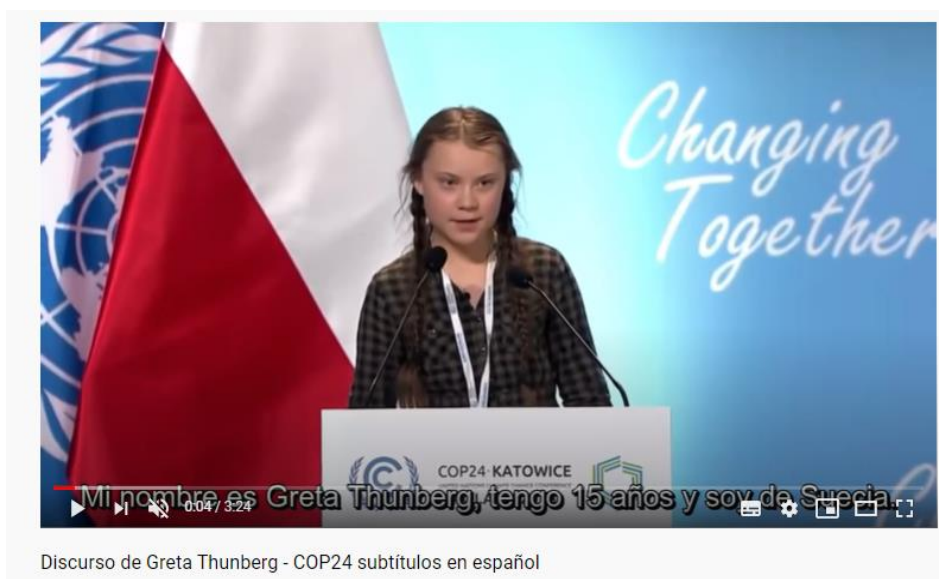 Changing
Together
COP24·KATOWICE
Mi nombre es Greta Thunberg, tengo 15 años y soy de Suecia.
0:04 / 3:24
Discurso de Greta Thunberg - COP24 subtítulos en español